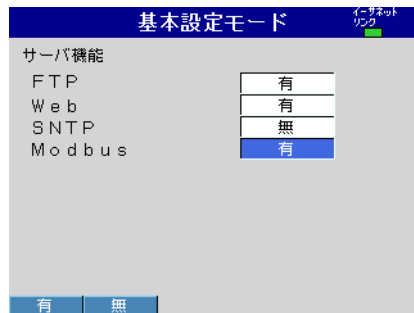 基本設定モード
イーサネット
リンク
サーバ機能
FTP 有
Web 有
SNTP 無
Modbus 有
有 無